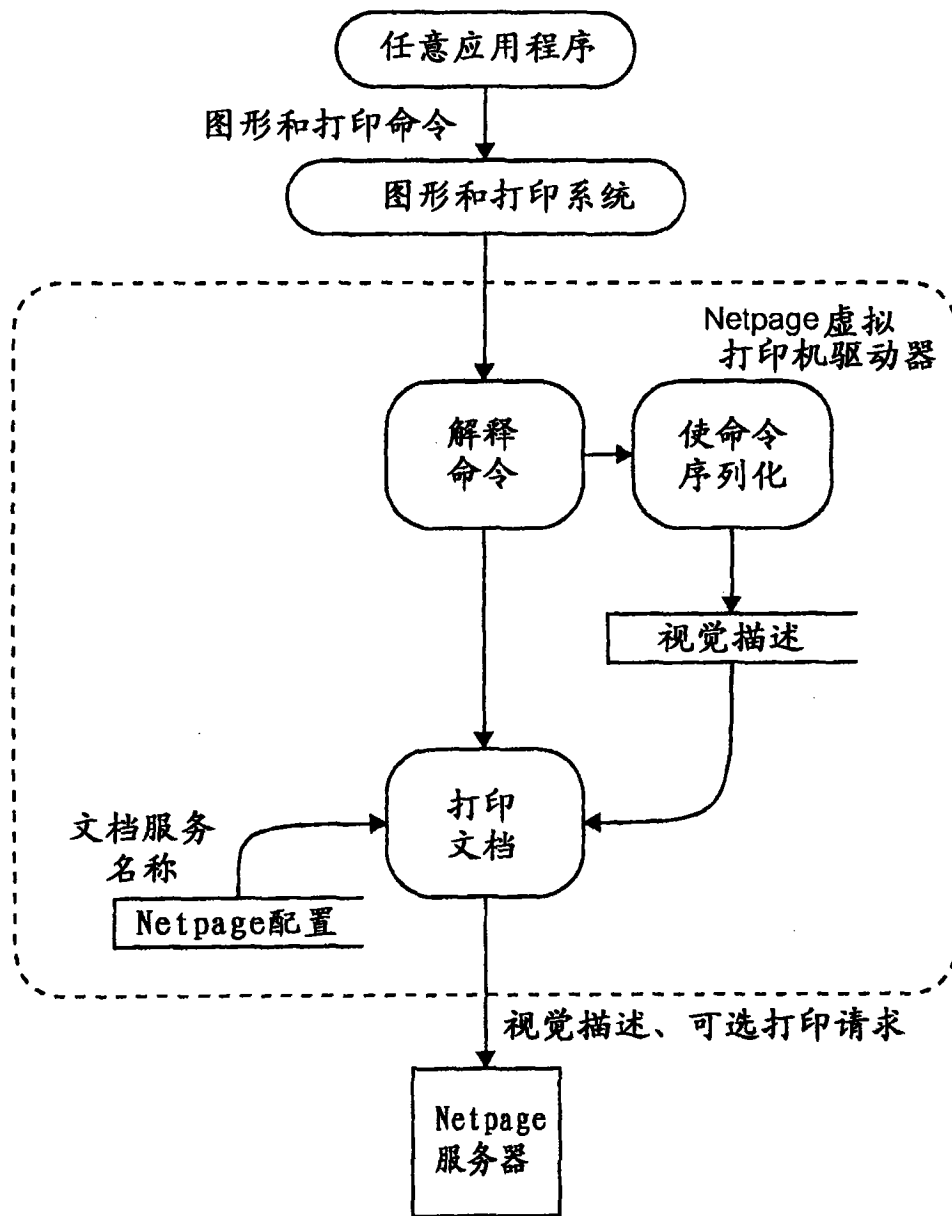 任意应用程序
图形和打印命令
图形和打印系统
Netpage虚拟
打印机驱动器
解释
命令
使命令
序列化
视觉描述
打印
文档
文档服务
名称
Netpage配置
视觉描述、可选打印请求
Netpage
服务器